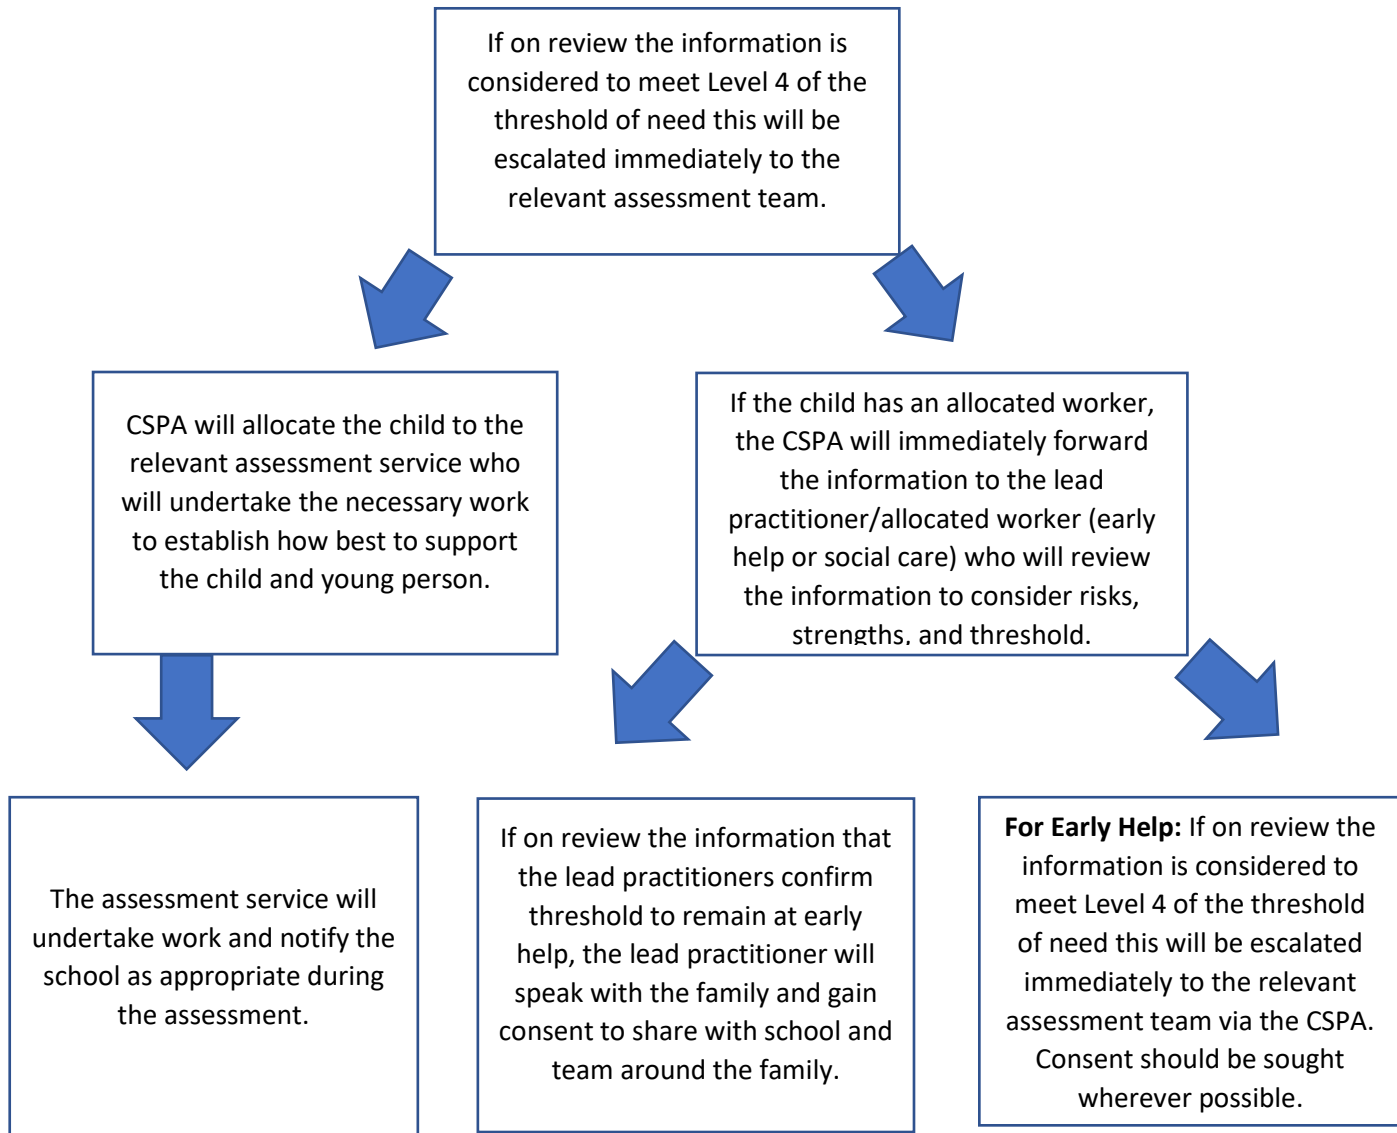 If on review the information is
considered to meet Level 4 of the
threshold of need this will be
escalated immediately to the
relevant assessment team.
CSPA will allocate the child to the
relevant assessment service who
will undertake the necessary work
to establish how best to support
the child and young person.
If the child has an allocated worker,
the CSPA will immediately forward
the information to the lead
practitioner/allocated worker (early
help or social care) who will review
the information to consider risks,
strengths, and threshold.
The assessment service will
undertake work and notify the
school as appropriate during
the assessment.
If on review the information that
the lead practitioners confirm
threshold to remain at early
help, the lead practitioner will
speak with the family and gain
consent to share with school and
team around the family.
For Early Help: If on review the
information is considered to
meet Level 4 of the threshold
of need this will be escalated
immediately to the relevant
assessment team via the CSPA.
Consent should be sought
wherever possible.